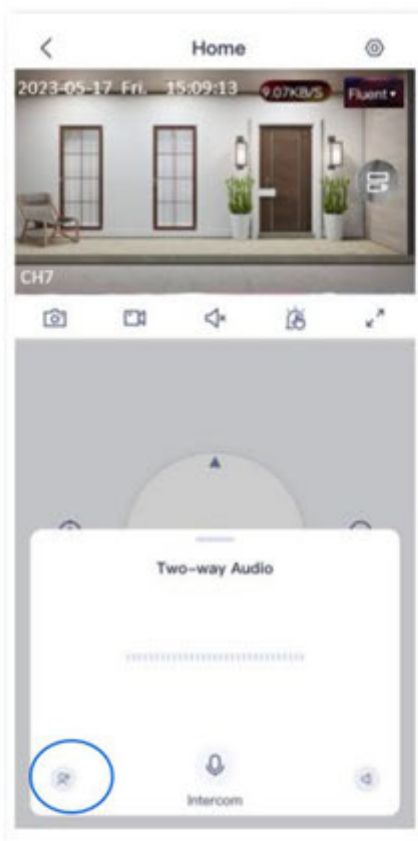 Home
2023-05-17 Fri. 15:09:13 9.07KB/S Fluent
CH7
Two-way Audio
Intercom